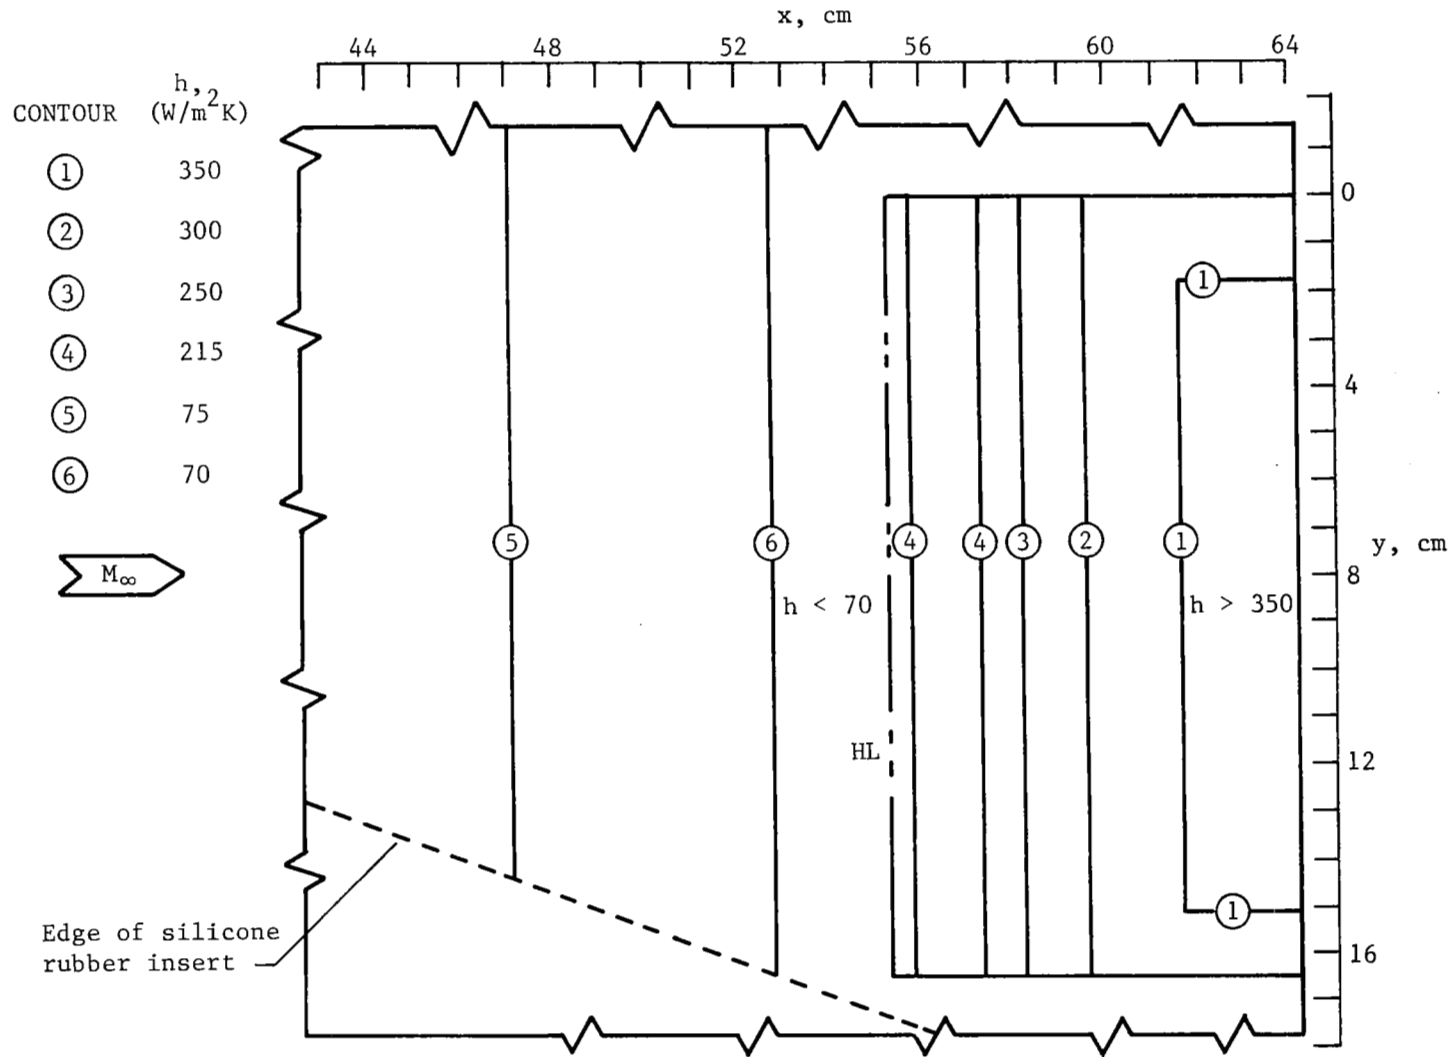 x, cm
44 48 52 56 60 64
h,
CONTOUR (W/m²K)
1 350
2 300
3 250
4 215
5 75
6 70
M∞
0
4
8
12
16
y, cm
1
5 6 4 4 3 2 1
h < 70 h > 350
HL
1
Edge of silicone
rubber insert